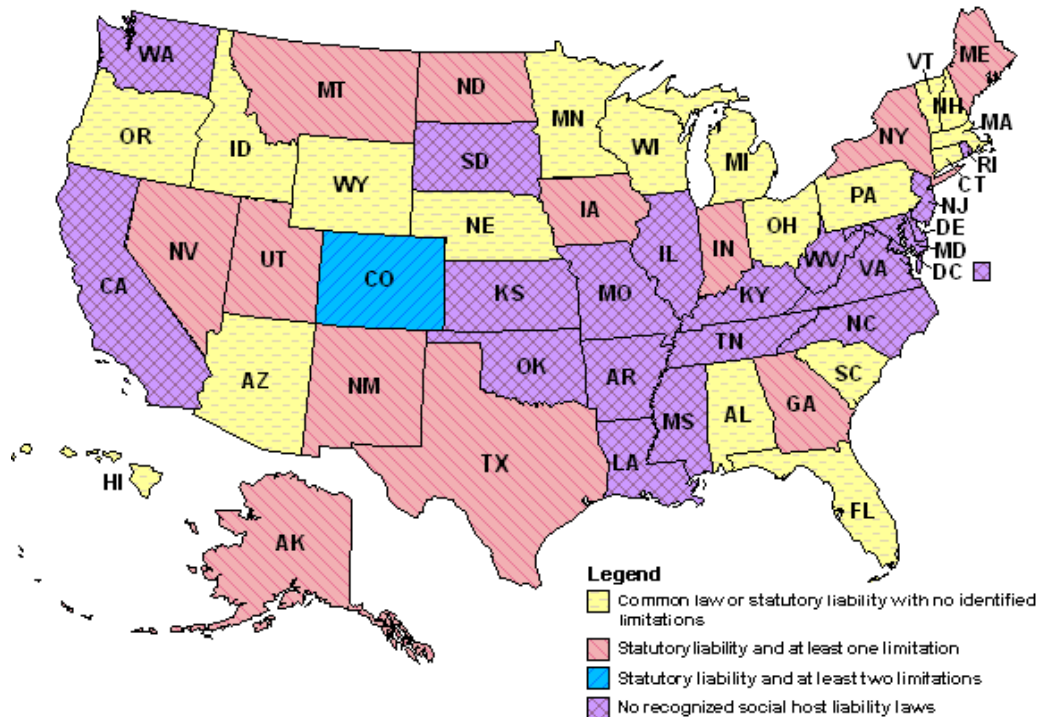 WA
MT
ND
MN
VT
ME
NH
OR
ID
WY
SD
WI
MI
NY
MA
RI
CT
NE
IA
PA
NJ
DE
MD
DC
NV
UT
CO
KS
MO
IL
IN
OH
WV
VA
KY
CA
AZ
NM
OK
AR
TN
NC
SC
TX
LA
MS
AL
GA
FL
HI
AK
Legend
Common law or statutory liability with no identified
limitations
Statutory liability and at least one limitation
Statutory liability and at least two limitations
No recognized social host liability laws